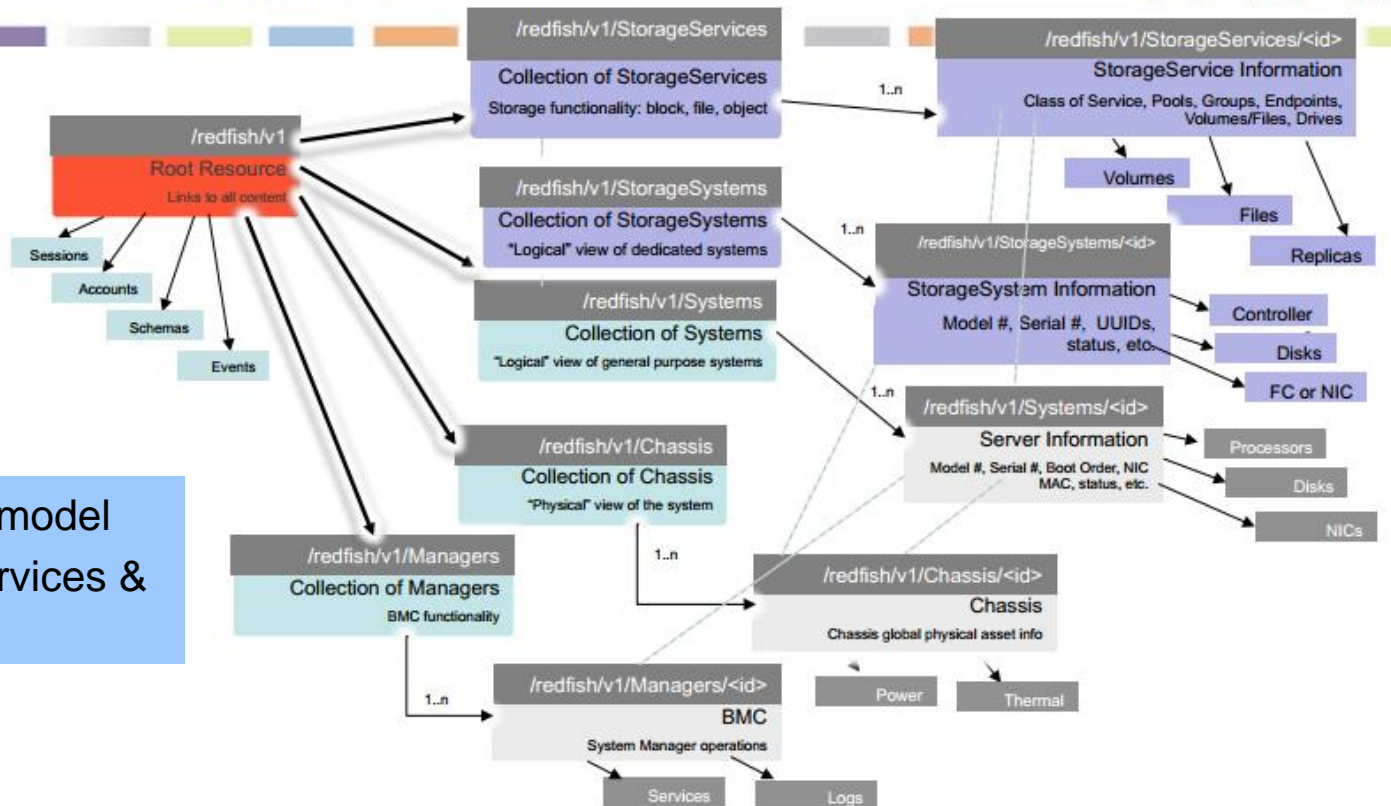 /redfish/v1/StorageServices
Collection of StorageServices
Storage functionality: block, file, object
1..n
/redfish/v1/StorageServices/<id>
StorageService Information
Class of Service, Pools, Groups, Endpoints,
Volumes/Files, Drives
Volumes
Files
Replicas
/redfish/v1
Root Resource
Links to all content
Sessions
Accounts
Schemas
Events
/redfish/v1/StorageSystems
Collection of StorageSystems
"Logical" view of dedicated systems
1..n
/redfish/v1/StorageSystems/<id>
StorageSystem Information
Model #, Serial #, UUIDs,
status, etc.
Controller
Disks
FC or NIC
/redfish/v1/Systems
Collection of Systems
"Logical" view of general purpose systems
1..n
/redfish/v1/Systems/<id>
Server Information
Model #, Serial #, Boot Order, NIC
MAC, status, etc.
Processors
Disks
NICs
/redfish/v1/Chassis
Collection of Chassis
"Physical" view of the system
1..n
/redfish/v1/Chassis/<id>
Chassis
Chassis global physical asset info
Power
Thermal
model
rvices &
/redfish/v1/Managers
Collection of Managers
BMC functionality
1..n
/redfish/v1/Managers/<id>
BMC
System Manager operations
Services
Logs